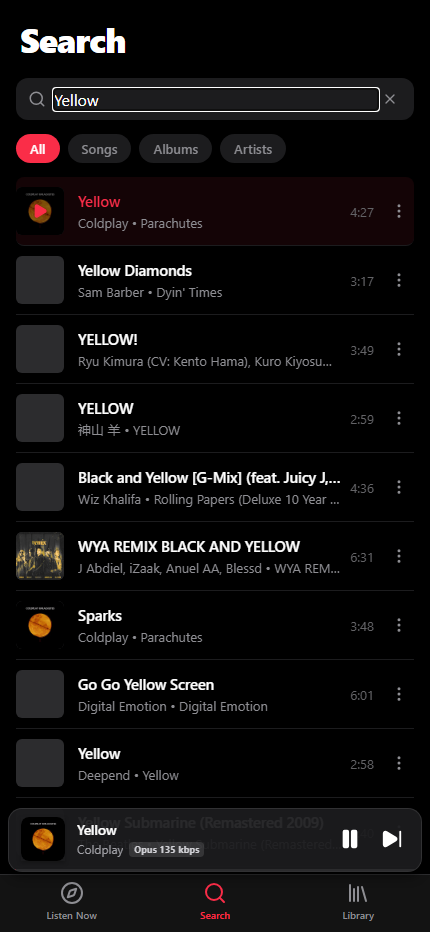 Search
Yellow
All
Songs
Albums
Artists
Yellow
Coldplay • Parachutes
4:27
Yellow Diamonds
Sam Barber • Dyin' Times
3:17
YELLOW!
Ryu Kimura (CV: Kento Hama), Kuro Kiyosu...
3:49
YELLOW
神山 羊 • YELLOW
2:59
Black and Yellow [G-Mix] (feat. Juicy J,...
Wiz Khalifa • Rolling Papers (Deluxe 10 Year ...
4:36
WYA REMIX BLACK AND YELLOW
J Abdiel, iZaak, Anuel AA, Blessd • WYA REM...
6:31
Sparks
Coldplay • Parachutes
3:48
Go Go Yellow Screen
Digital Emotion • Digital Emotion
6:01
Yellow
Deepend • Yellow
2:58
Yellow Submarine (Remastered 2009)
Yellow
Coldplay Opus 135 kbps
Listen Now
Search
Library